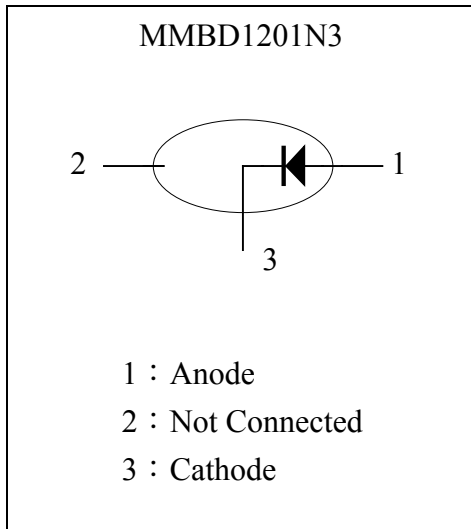 MMBD1201N3
2
1
3
1：Anode
2：Not Connected
3：Cathode